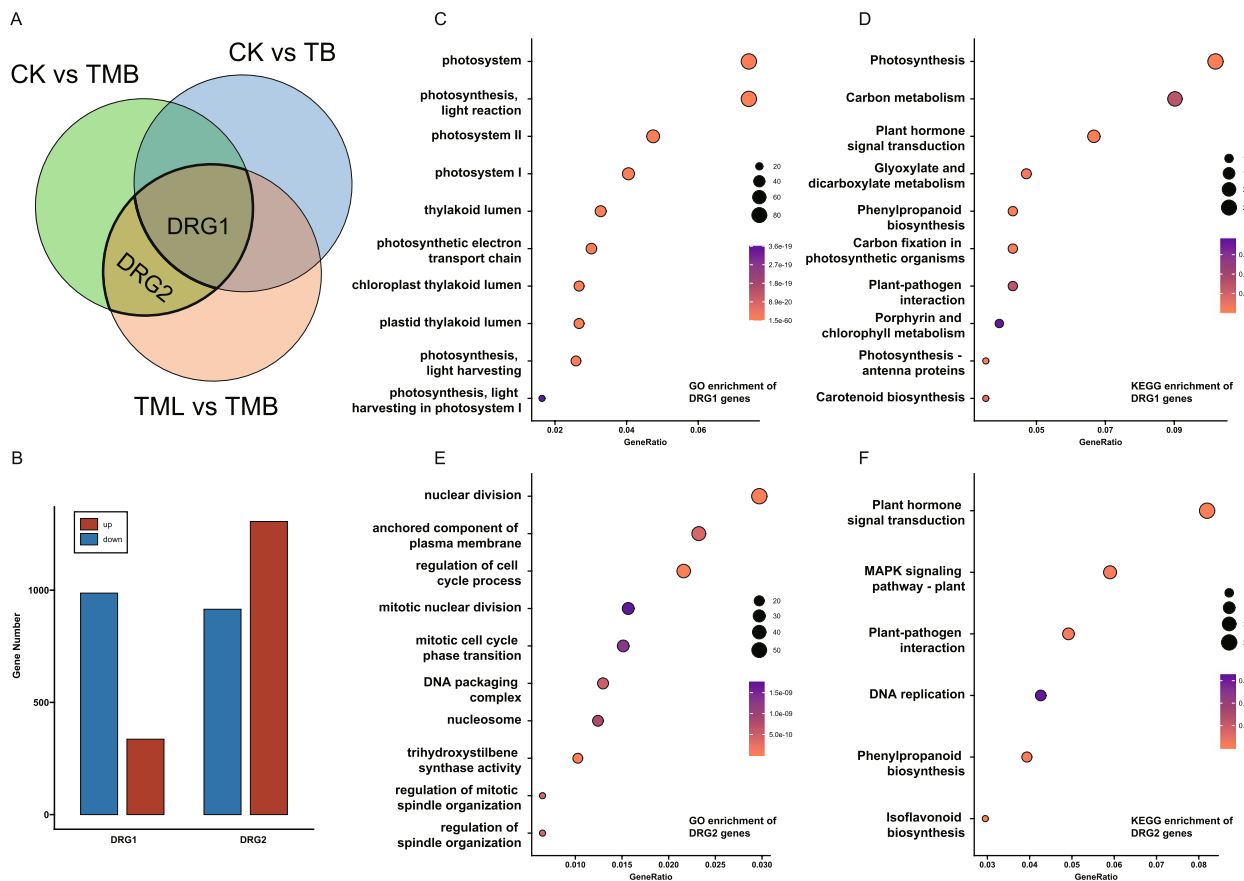 A
CK vs TB
CK vs TMB
DRG1
DRG2
TML vs TMB
B
up
down
Gene Number
1000
500
0
DRG1
DRG2
C
photosystem
photosynthesis,
light reaction
photosystem II
photosystem I
thylakoid lumen
photosynthetic electron
transport chain
chloroplast thylakoid lumen
plastid thylakoid lumen
photosynthesis,
light harvesting
photosynthesis, light
harvesting in photosystem I
20
40
60
80
3.6e-19
2.7e-19
1.8e-19
8.9e-20
1.5e-60
GO enrichment of
DRG1 genes
0.02
0.04
0.06
GeneRatio
D
Photosynthesis
Carbon metabolism
Plant hormone
signal transduction
Glyoxylate and
dicarboxylate metabolism
Phenylpropanoid
biosynthesis
Carbon fixation in
photosynthetic organisms
Plant-pathogen
interaction
Porphyrin and
chlorophyll metabolism
Photosynthesis -
antenna proteins
Carotenoid biosynthesis
KEGG enrichment of
DRG1 genes
0.05
0.07
0.09
GeneRatio
E
nuclear division
anchored component of
plasma membrane
regulation of cell
cycle process
mitotic nuclear division
mitotic cell cycle
phase transition
DNA packaging
complex
nucleosome
trihydroxystilbene
synthase activity
regulation of mitotic
spindle organization
regulation of
spindle organization
20
30
40
50
1.5e-09
1.0e-09
5.0e-10
GO enrichment of
DRG2 genes
0.010
0.015
0.020
0.025
0.030
GeneRatio
F
Plant hormone
signal transduction
MAPK signaling
pathway - plant
Plant-pathogen
interaction
DNA replication
Phenylpropanoid
biosynthesis
Isoflavonoid
biosynthesis
KEGG enrichment of
DRG2 genes
0.03
0.04
0.05
0.06
0.07
0.08
GeneRatio